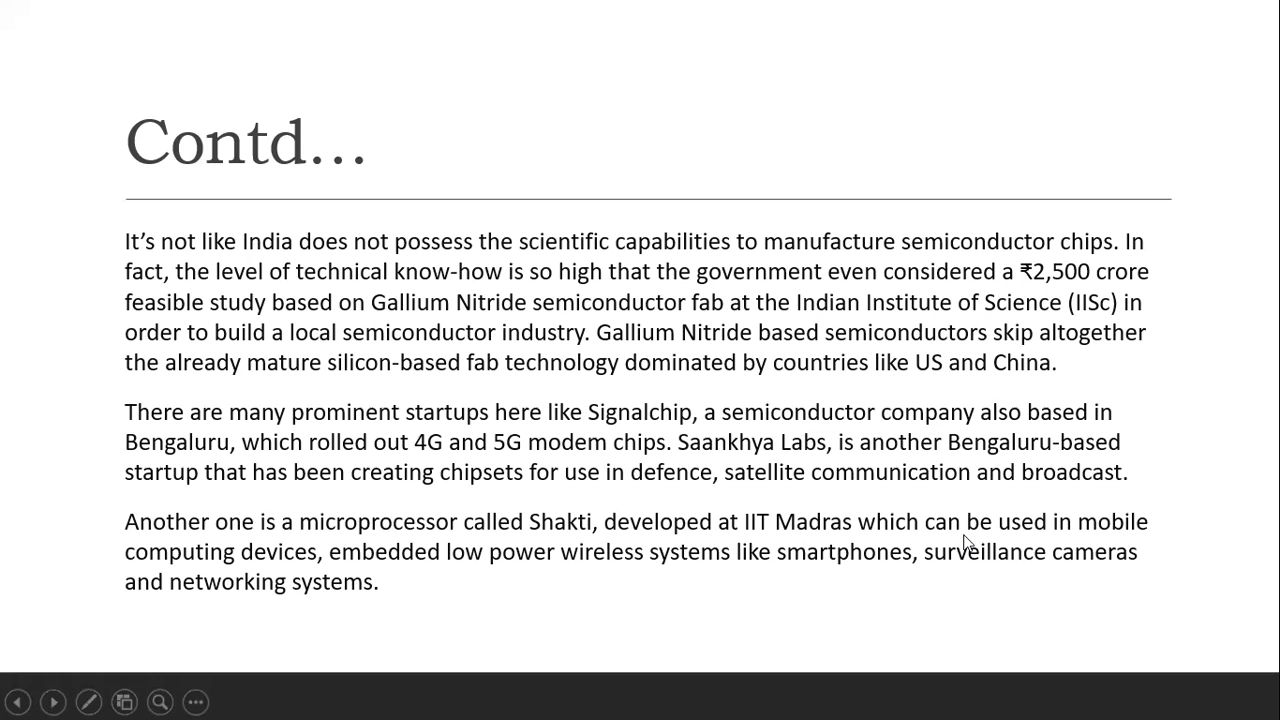 Contd...
It’s not like India does not possess the scientific capabilities to manufacture semiconductor chips. In
fact, the level of technical know-how is so high that the government even considered a ₹2,500 crore
feasible study based on Gallium Nitride semiconductor fab at the Indian Institute of Science (IISc) in
order to build a local semiconductor industry. Gallium Nitride based semiconductors skip altogether
the already mature silicon-based fab technology dominated by countries like US and China.
There are many prominent startups here like Signalchip, a semiconductor company also based in
Bengaluru, which rolled out 4G and 5G modem chips. Saankhya Labs, is another Bengaluru-based
startup that has been creating chipsets for use in defence, satellite communication and broadcast.
Another one is a microprocessor called Shakti, developed at IIT Madras which can be used in mobile
computing devices, embedded low power wireless systems like smartphones, surveillance cameras
and networking systems.